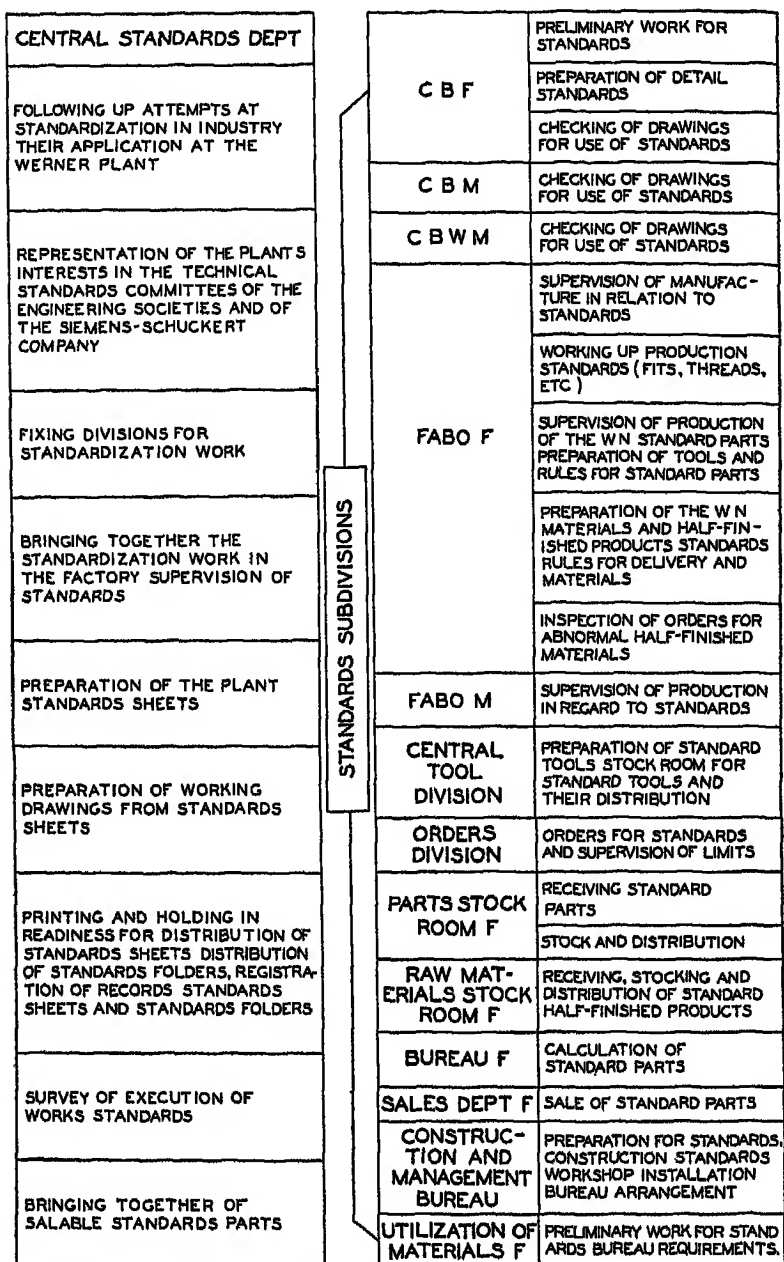 CENTRAL STANDARDS DEPT
FOLLOWING UP ATTEMPTS AT
STANDARDIZATION IN INDUSTRY
THEIR APPLICATION AT THE
WERNER PLANT
REPRESENTATION OF THE PLANTS
INTERESTS IN THE TECHNICAL
STANDARDS COMMITTEES OF THE
ENGINEERING SOCIETIES AND OF
THE SIEMENS-SCHUCKERT
COMPANY
FIXING DIVISIONS FOR
STANDARDIZATION WORK
BRINGING TOGETHER THE
STANDARDIZATION WORK IN
THE FACTORY SUPERVISION OF
STANDARDS
PREPARATION OF THE PLANT
STANDARDS SHEETS
PREPARATION OF WORKING
DRAWINGS FROM STANDARDS
SHEETS
PRINTING AND HOLDING IN
READINESS FOR DISTRIBUTION OF
STANDARDS SHEETS DISTRIBUTION
OF STANDARDS FOLDERS, REGISTRA-
TION OF RECORDS STANDARDS
SHEETS AND STANDARDS FOLDERS
SURVEY OF EXECUTION OF
WORKS STANDARDS
BRINGING TOGETHER OF
SALABLE STANDARDS PARTS
STANDARDS SUBDIVISIONS
C B F
PRELIMINARY WORK FOR
STANDARDS
PREPARATION OF DETAIL
STANDARDS
CHECKING OF DRAWINGS
FOR USE OF STANDARDS
C B M
CHECKING OF DRAWINGS
FOR USE OF STANDARDS
C B W M
CHECKING OF DRAWINGS
FOR USE OF STANDARDS
FABO F
SUPERVISION OF MANUFAC-
TURE IN RELATION TO
STANDARDS
WORKING UP PRODUCTION
STANDARDS (FITS, THREADS,
ETC)
SUPERVISION OF PRODUCTION
OF THE W N STANDARD PARTS
PREPARATION OF TOOLS AND
RULES FOR STANDARD PARTS
PREPARATION OF THE W N
MATERIALS AND HALF-FIN-
ISHED PRODUCTS STANDARDS
RULES FOR DELIVERY AND
MATERIALS
INSPECTION OF ORDERS FOR
ABNORMAL HALF-FINISHED
MATERIALS
FABO M
SUPERVISION OF PRODUCTION
IN REGARD TO STANDARDS
CENTRAL
TOOL
DIVISION
PREPARATION OF STANDARD
TOOLS STOCK ROOM FOR
STANDARD TOOLS AND
THEIR DISTRIBUTION
ORDERS
DIVISION
ORDERS FOR STANDARDS
AND SUPERVISION OF LIMITS
PARTS STOCK
ROOM F
RECEIVING STANDARD
PARTS
STOCK AND DISTRIBUTION
RAW MAT-
ERIALS STOCK
ROOM F
RECEIVING, STOCKING AND
DISTRIBUTION OF STANDARD
HALF-FINISHED PRODUCTS
BUREAU F
CALCULATION OF
STANDARD PARTS
SALES DEPT F
SALE OF STANDARD PARTS
CONSTRUC-
TION AND
MANAGEMENT
BUREAU
PREPARATION FOR STANDARDS,
CONSTRUCTION STANDARDS
WORKSHOP INSTALLATION
BUREAU ARRANGEMENT
UTILIZATION OF
MATERIALS F
PRELIMINARY WORK FOR STAND
ARDS BUREAU REQUIREMENTS.